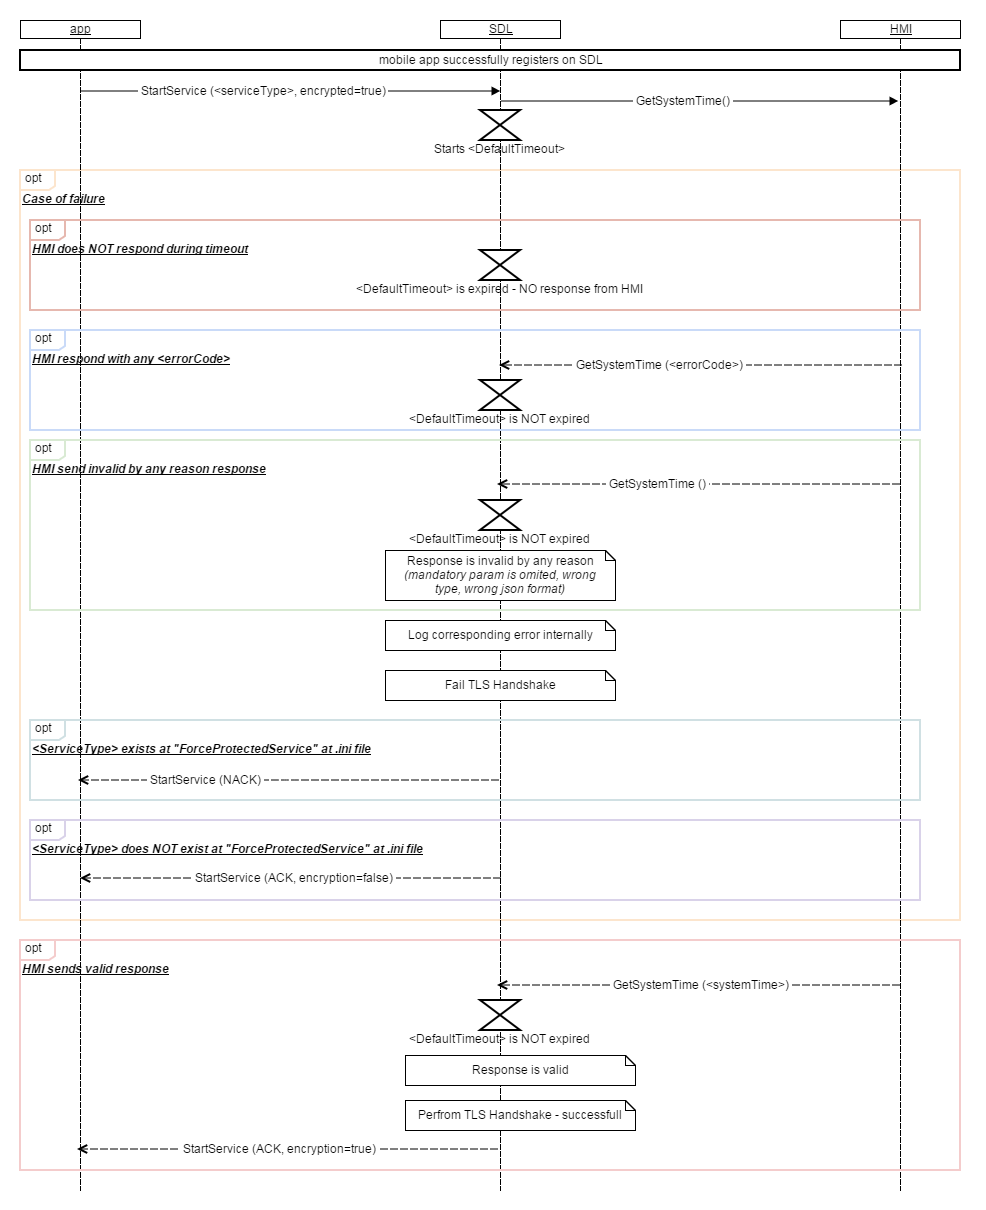 app
SDL
HMI
mobile app successfully registers on SDL
StartService (<serviceType>, encrypted=true)
GetSystemTime()
Starts <DefaultTimeout>
opt
Case of failure
opt
HMI does NOT respond during timeout
<DefaultTimeout> is expired - NO response from HMI
opt
HMI respond with any <errorCode>
GetSystemTime (<errorCode>)
<DefaultTimeout> is NOT expired
opt
HMI send invalid by any reason response
GetSystemTime ()
<DefaultTimeout> is NOT expired
Response is invalid by any reason
(mandatory param is omited, wrong
type, wrong json format)
Log corresponding error internally
Fail TLS Handshake
opt
<ServiceType> exists at "ForceProtectedService" at .ini file
StartService (NACK)
opt
<ServiceType> does NOT exist at "ForceProtectedService" at .ini file
StartService (ACK, encryption=false)
opt
HMI sends valid response
GetSystemTime (<systemTime>)
<DefaultTimeout> is NOT expired
Response is valid
Perfrom TLS Handshake - successfull
StartService (ACK, encryption=true)